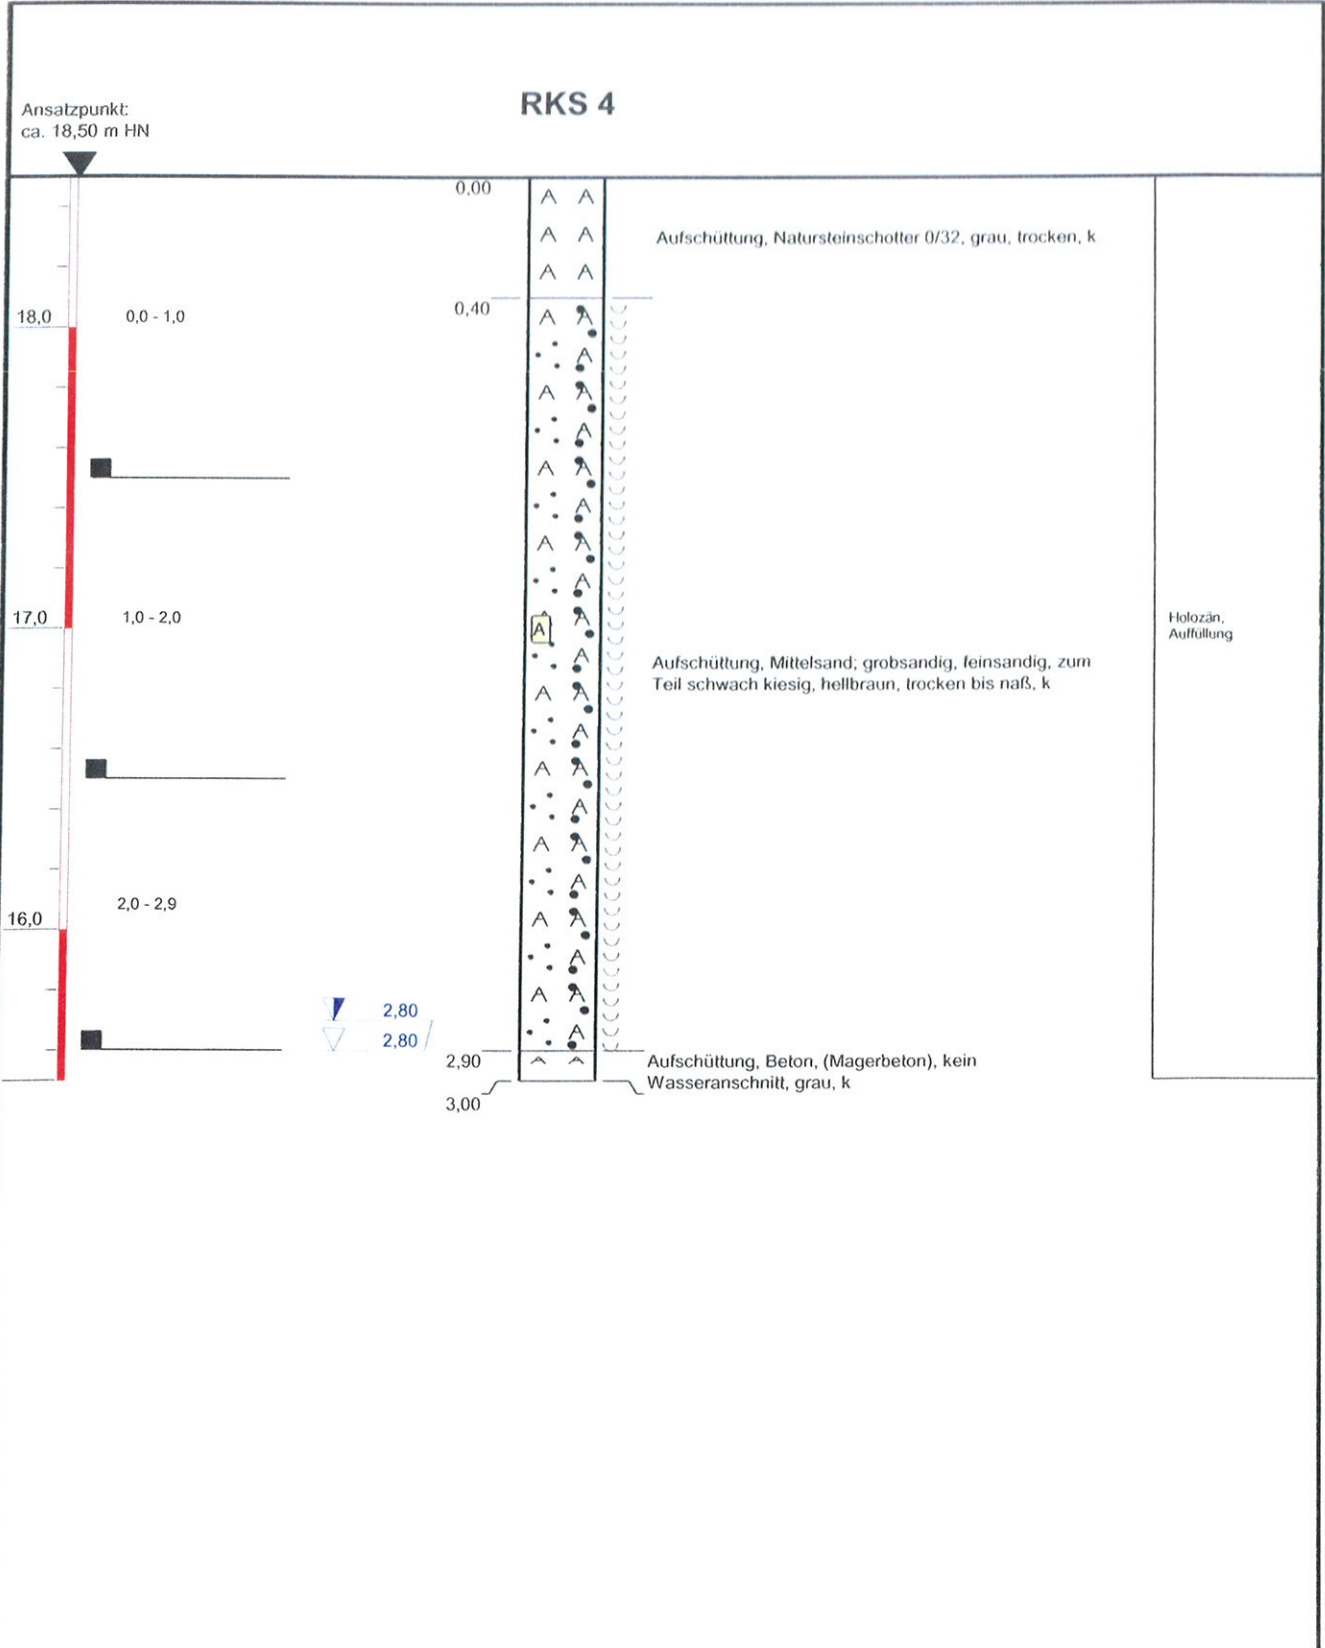 RKS 4
Ansatzpunkt:
ca. 18,50 m HN
0,00
Aufschüttung, Natursteinschotter 0/32, grau, trocken, k
0,40
18,0
0,0 - 1,0
17,0
1,0 - 2,0
A
Holozän,
Auffüllung
Aufschüttung, Mittelsand; grobsandig, feinsandig, zum
Teil schwach kiesig, hellbraun, trocken bis naß, k
16,0
2,0 - 2,9
2,80
2,80
2,90
Aufschüttung, Beton, (Magerbeton), kein
Wasseranschnitt, grau, k
3,00